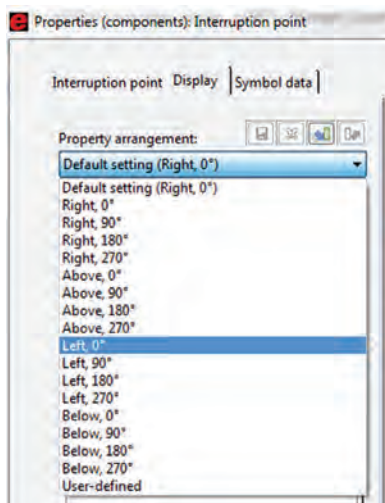 Properties (components): Interruption point
Interruption point Display Symbol data
Property arrangement:
Default setting (Right, 0°)
Default setting (Right, 0°)
Right, 0°
Right, 90°
Right, 180°
Right, 270°
Above, 0°
Above, 90°
Above, 180°
Above, 270°
Left, 0°
Left, 90°
Left, 180°
Left, 270°
Below, 0°
Below, 90°
Below, 180°
Below, 270°
User-defined